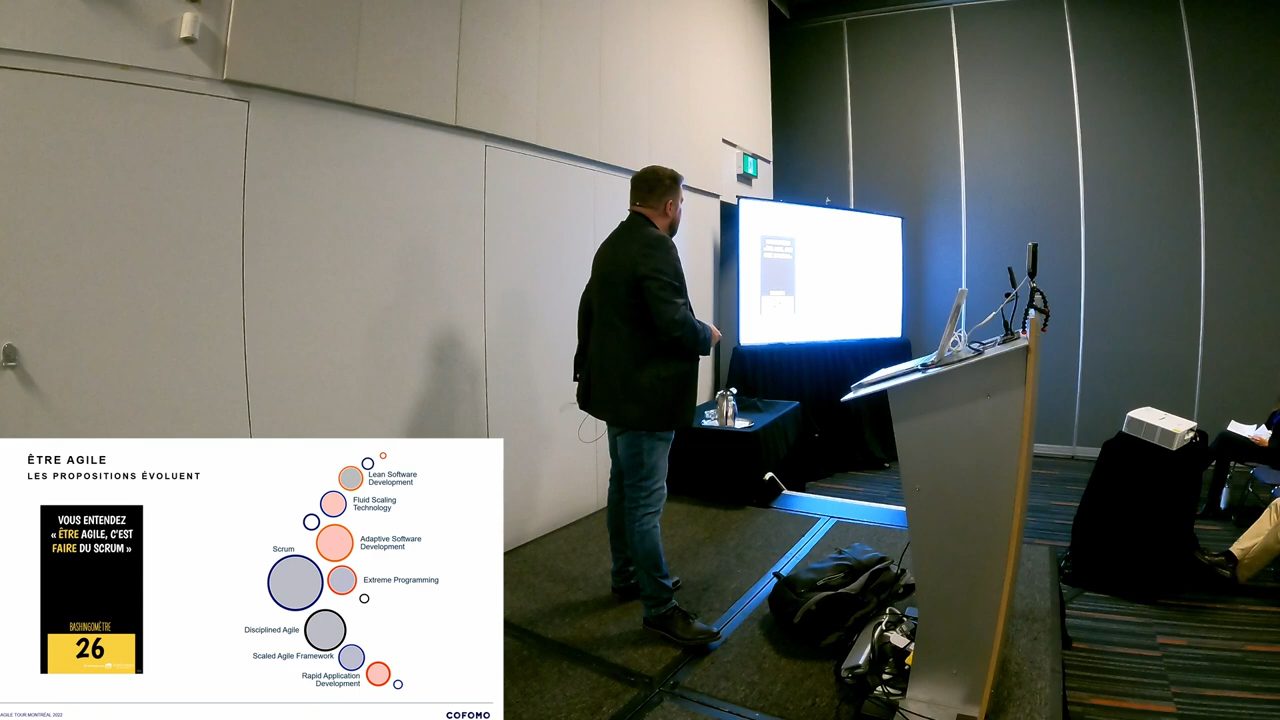 ÊTRE AGILE
LES PROPOSITIONS ÉVOLUENT
VOUS ENTENDEZ
« ÊTRE AGILE, C'EST
FAIRE DU SCRUM »
BASHINGOMÈTRE
26
Lean Software
Development
Fluid Scaling
Technology
Adaptive Software
Development
Scrum
Extreme Programming
Disciplined Agile
Scaled Agile Framework
Rapid Application
Development
AGILE TOUR MONTRÉAL 2022
COFOMO